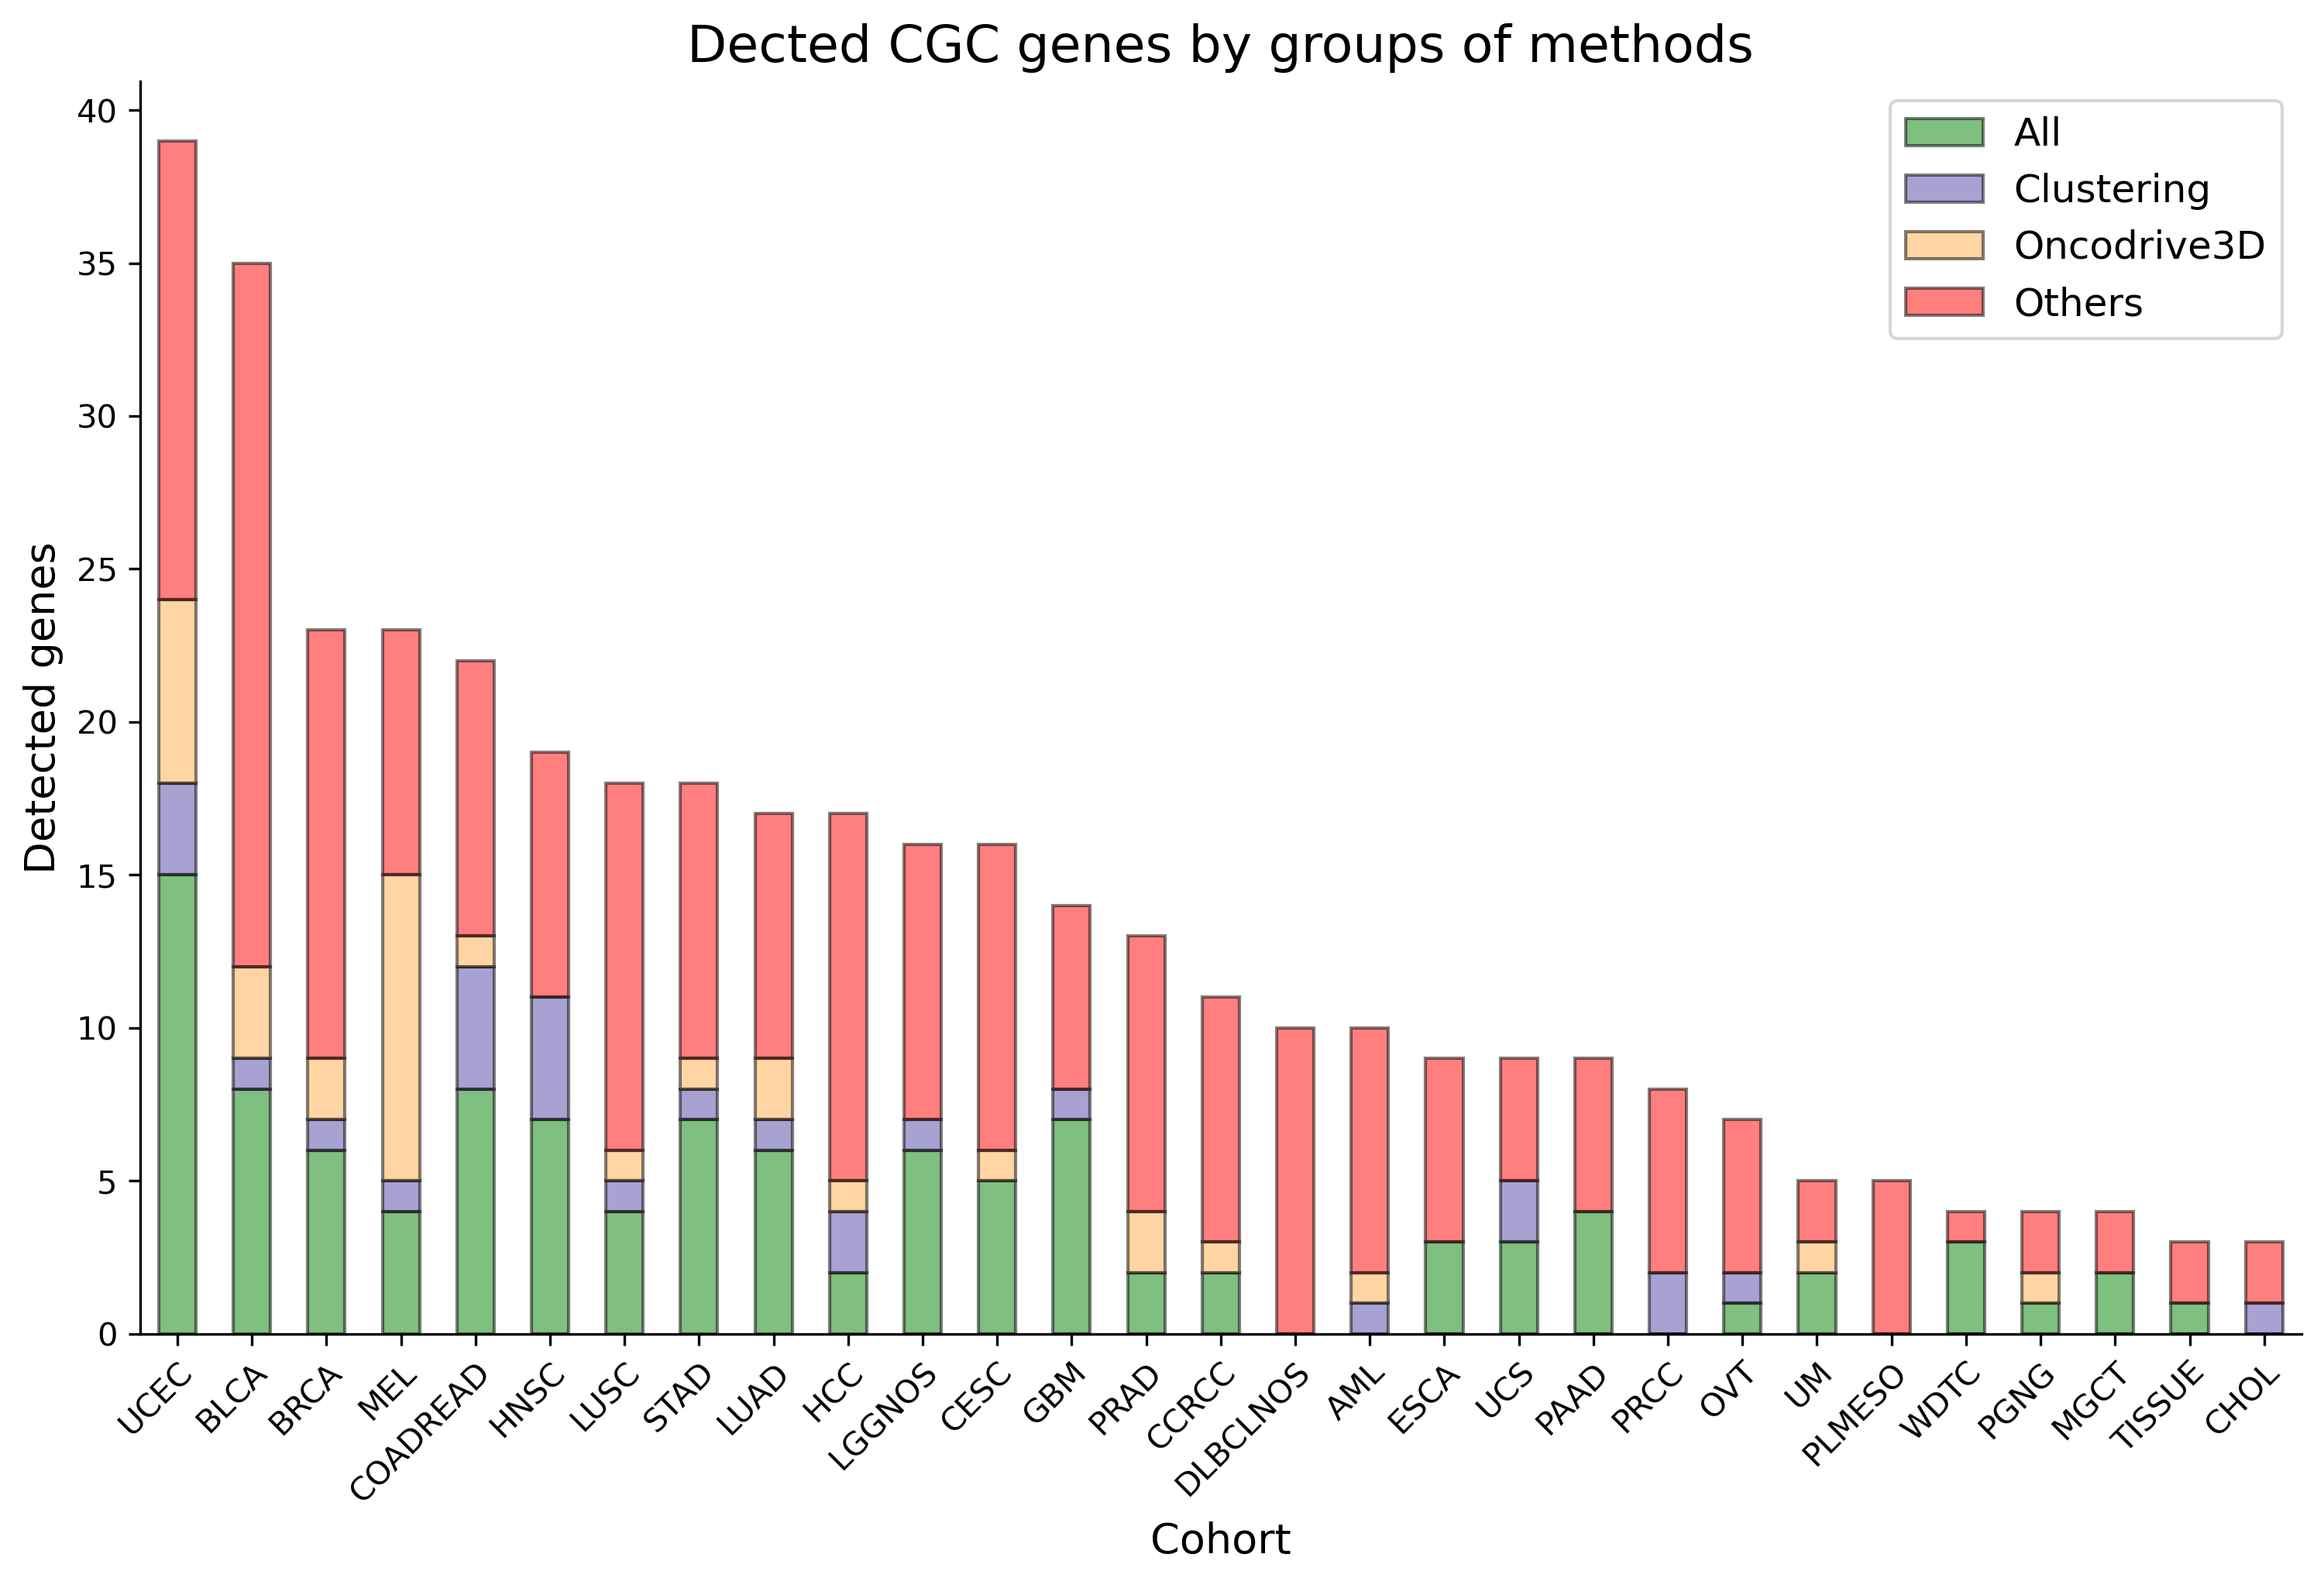 Dected CGC genes by groups of methods
All
Clustering
Oncodrive3D
Others
Detected genes
40
35
30
25
20
15
10
5
0
UCEC
BLCA
BRCA
MEL
COADREAD
HNSC
LUSC
STAD
LUAD
HCC
LGGNOS
CESC
GBM
PRAD
CCRCC
DLBCLNOS
AML
ESCA
UCS
PAAD
PRCC
OVT
UM
PLMESO
WDTC
PGNG
MGCT
TISSUE
CHOL
Cohort